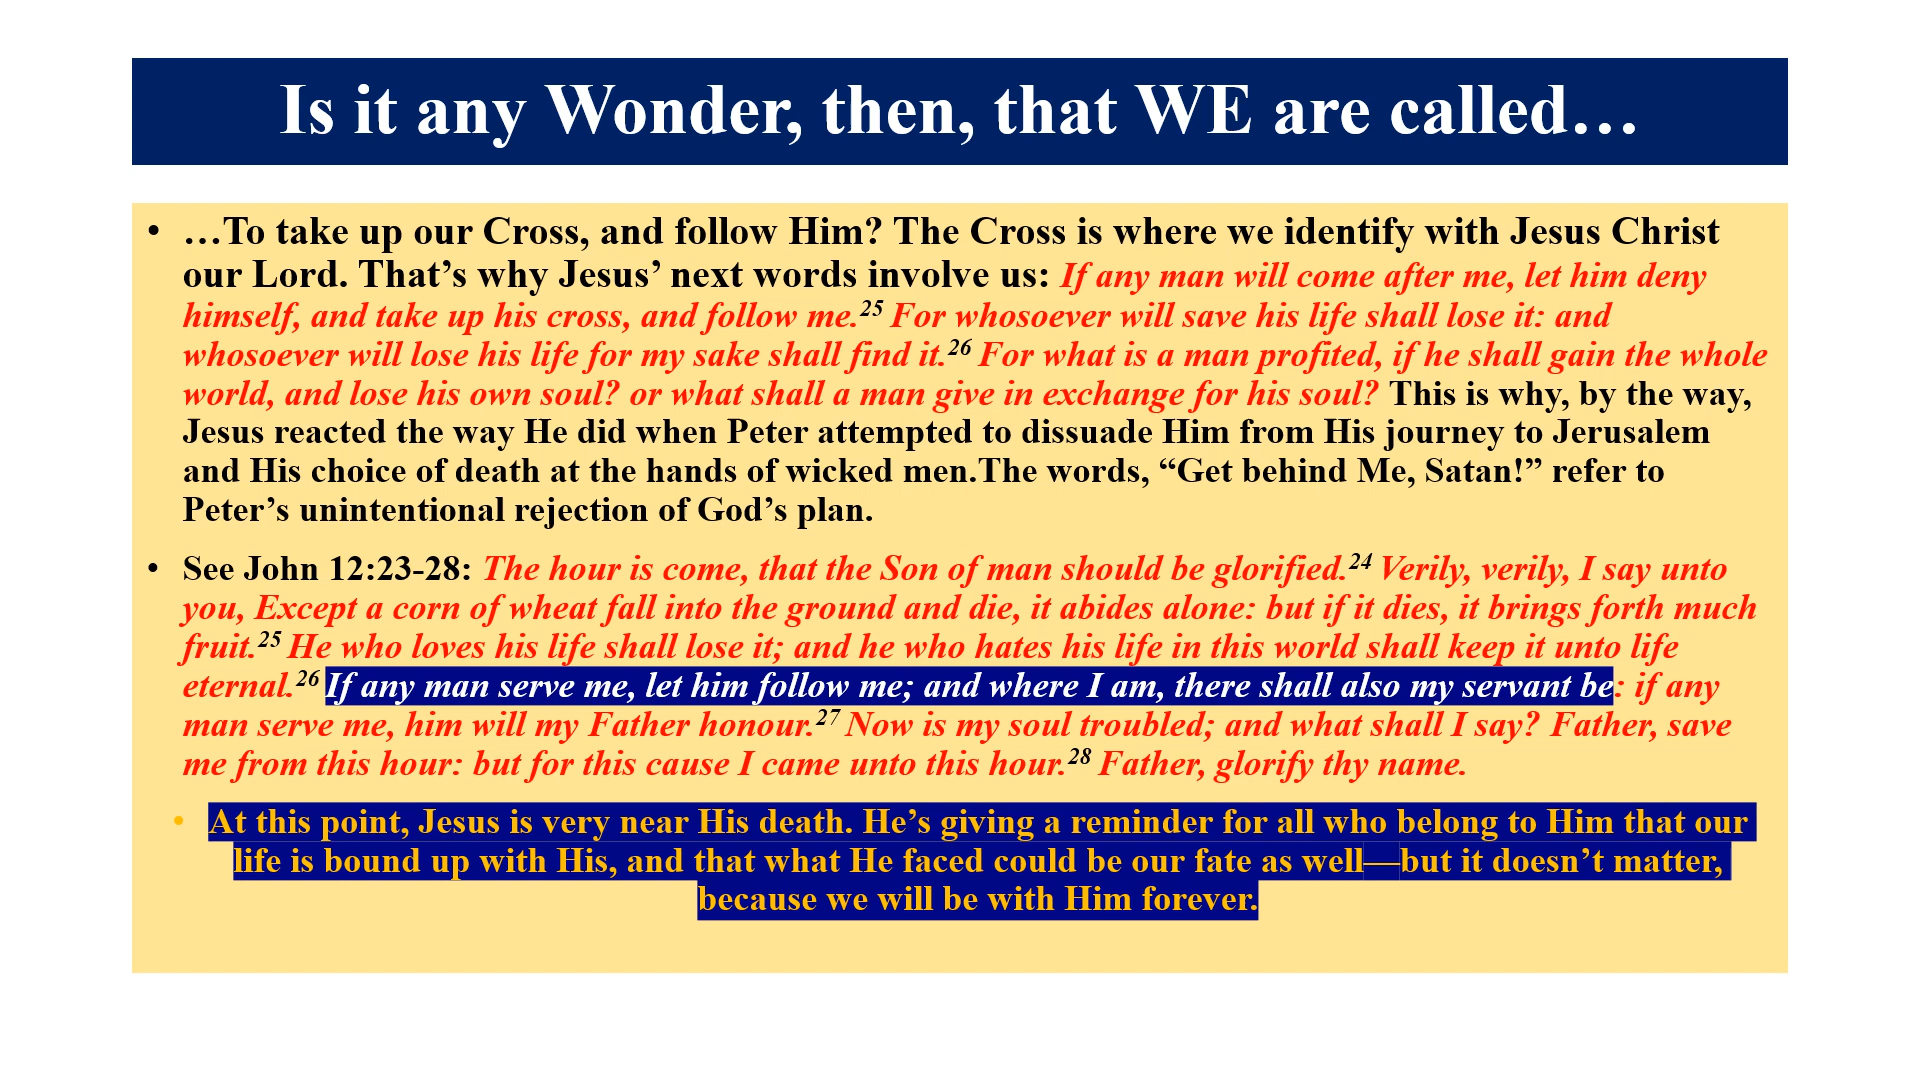 Is it any Wonder, then, that WE are called…
• …To take up our Cross, and follow Him? The Cross is where we identify with Jesus Christ
our Lord. That’s why Jesus’ next words involve us: If any man will come after me, let him deny
himself, and take up his cross, and follow me.25 For whosoever will save his life shall lose it: and
whosoever will lose his life for my sake shall find it.26 For what is a man profited, if he shall gain the whole
world, and lose his own soul? or what shall a man give in exchange for his soul? This is why, by the way,
Jesus reacted the way He did when Peter attempted to dissuade Him from His journey to Jerusalem
and His choice of death at the hands of wicked men.The words, “Get behind Me, Satan!” refer to
Peter’s unintentional rejection of God’s plan.
• See John 12:23-28: The hour is come, that the Son of man should be glorified.24 Verily, verily, I say unto
you, Except a corn of wheat fall into the ground and die, it abides alone: but if it dies, it brings forth much
fruit.25 He who loves his life shall lose it; and he who hates his life in this world shall keep it unto life
eternal.26 If any man serve me, let him follow me; and where I am, there shall also my servant be: if any
man serve me, him will my Father honour.27 Now is my soul troubled; and what shall I say? Father, save
me from this hour: but for this cause I came unto this hour.28 Father, glorify thy name.
• At this point, Jesus is very near His death. He’s giving a reminder for all who belong to Him that our
life is bound up with His, and that what He faced could be our fate as well—but it doesn’t matter,
because we will be with Him forever.